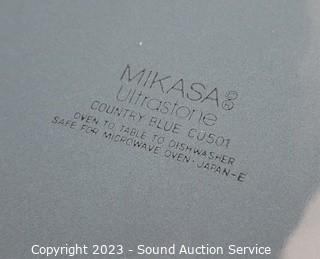 MIKASA®
Ultrastone
COUNTRY BLUE CU501
OVEN TO TABLE TO DISHWASHER
SAFE FOR MICROWAVE OVEN·JAPAN-E
Copyright 2023 - Sound Auction Service